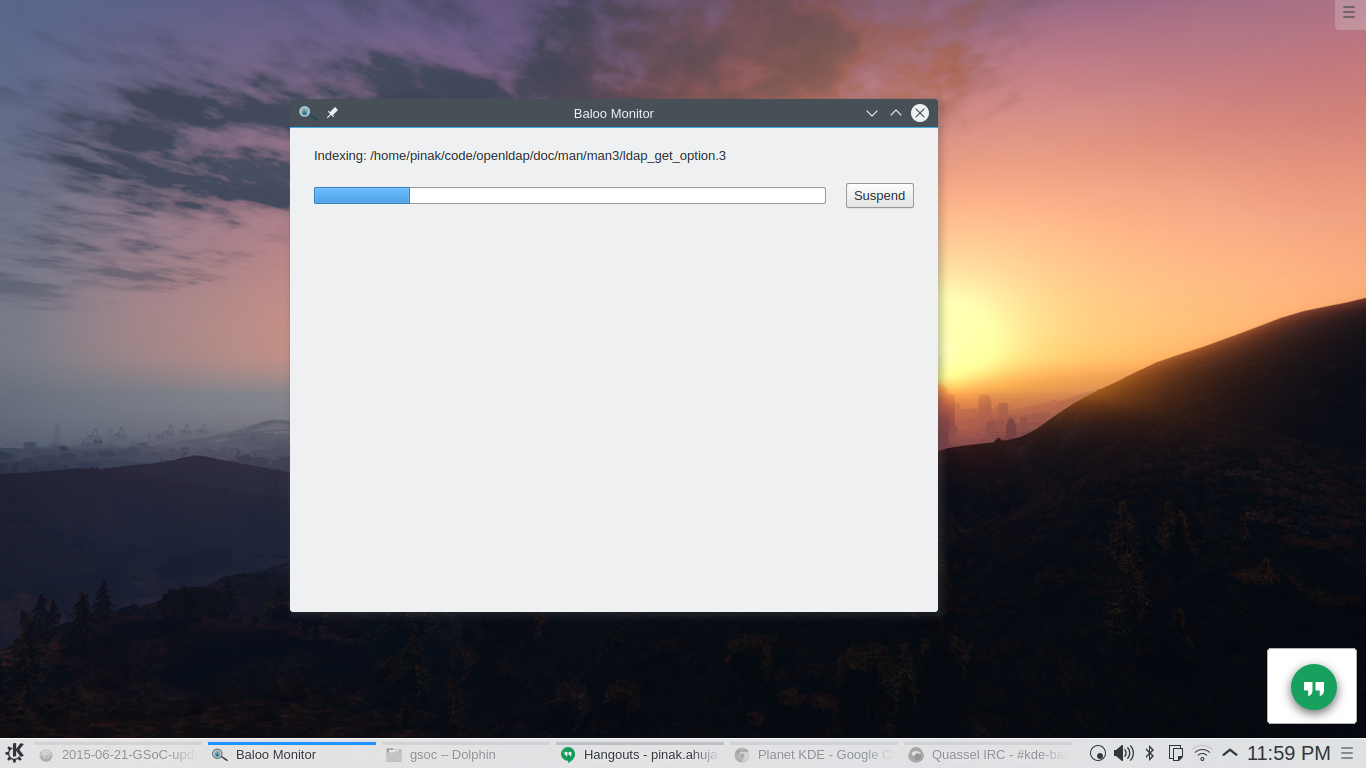 Baloo Monitor
Indexing: /home/pinak/code/openldap/doc/man/man3/ldap_get_option.3
Suspend
2015-06-21-GSoC-upd
Baloo Monitor
gsoc – Dolphin
Hangouts - pinak.ahuja
Planet KDE - Google C
Quassel IRC - #kde-ba
11:59 PM